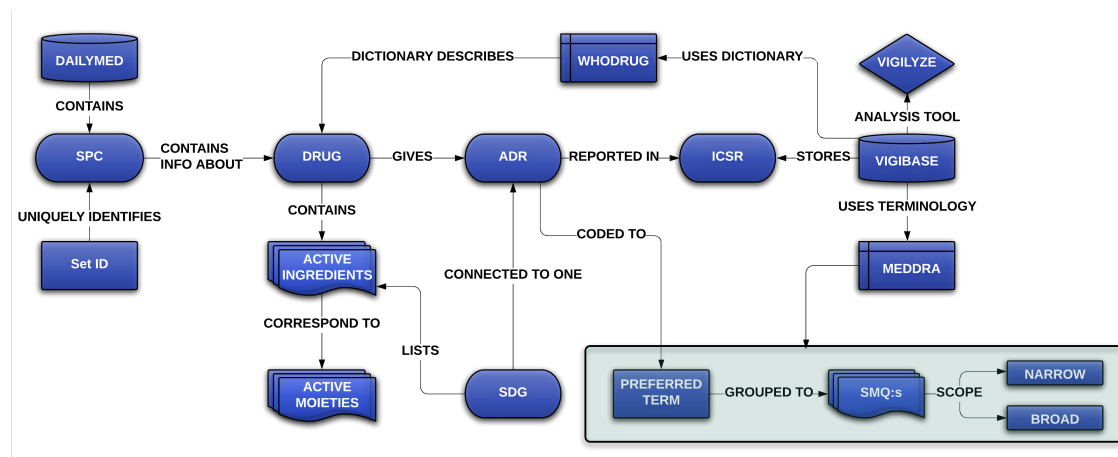 DAILYMED
CONTAINS
SPC
UNIQUELY IDENTIFIES
Set ID
CONTAINS
INFO ABOUT
DICTIONARY DESCRIBES
WHODRUG
USES DICTIONARY
VIGILYZE
ANALYSIS TOOL
DRUG
GIVES
ADR
REPORTED IN
ICSR
STORES
VIGIBASE
CONTAINS
USES TERMINOLOGY
ACTIVE
INGREDIENTS
CONNECTED TO ONE
CODED TO
MEDDRA
CORRESPOND TO
LISTS
ACTIVE
MOIETIES
SDG
PREFERRED
TERM
GROUPED TO
SMQ:s
SCOPE
NARROW
BROAD